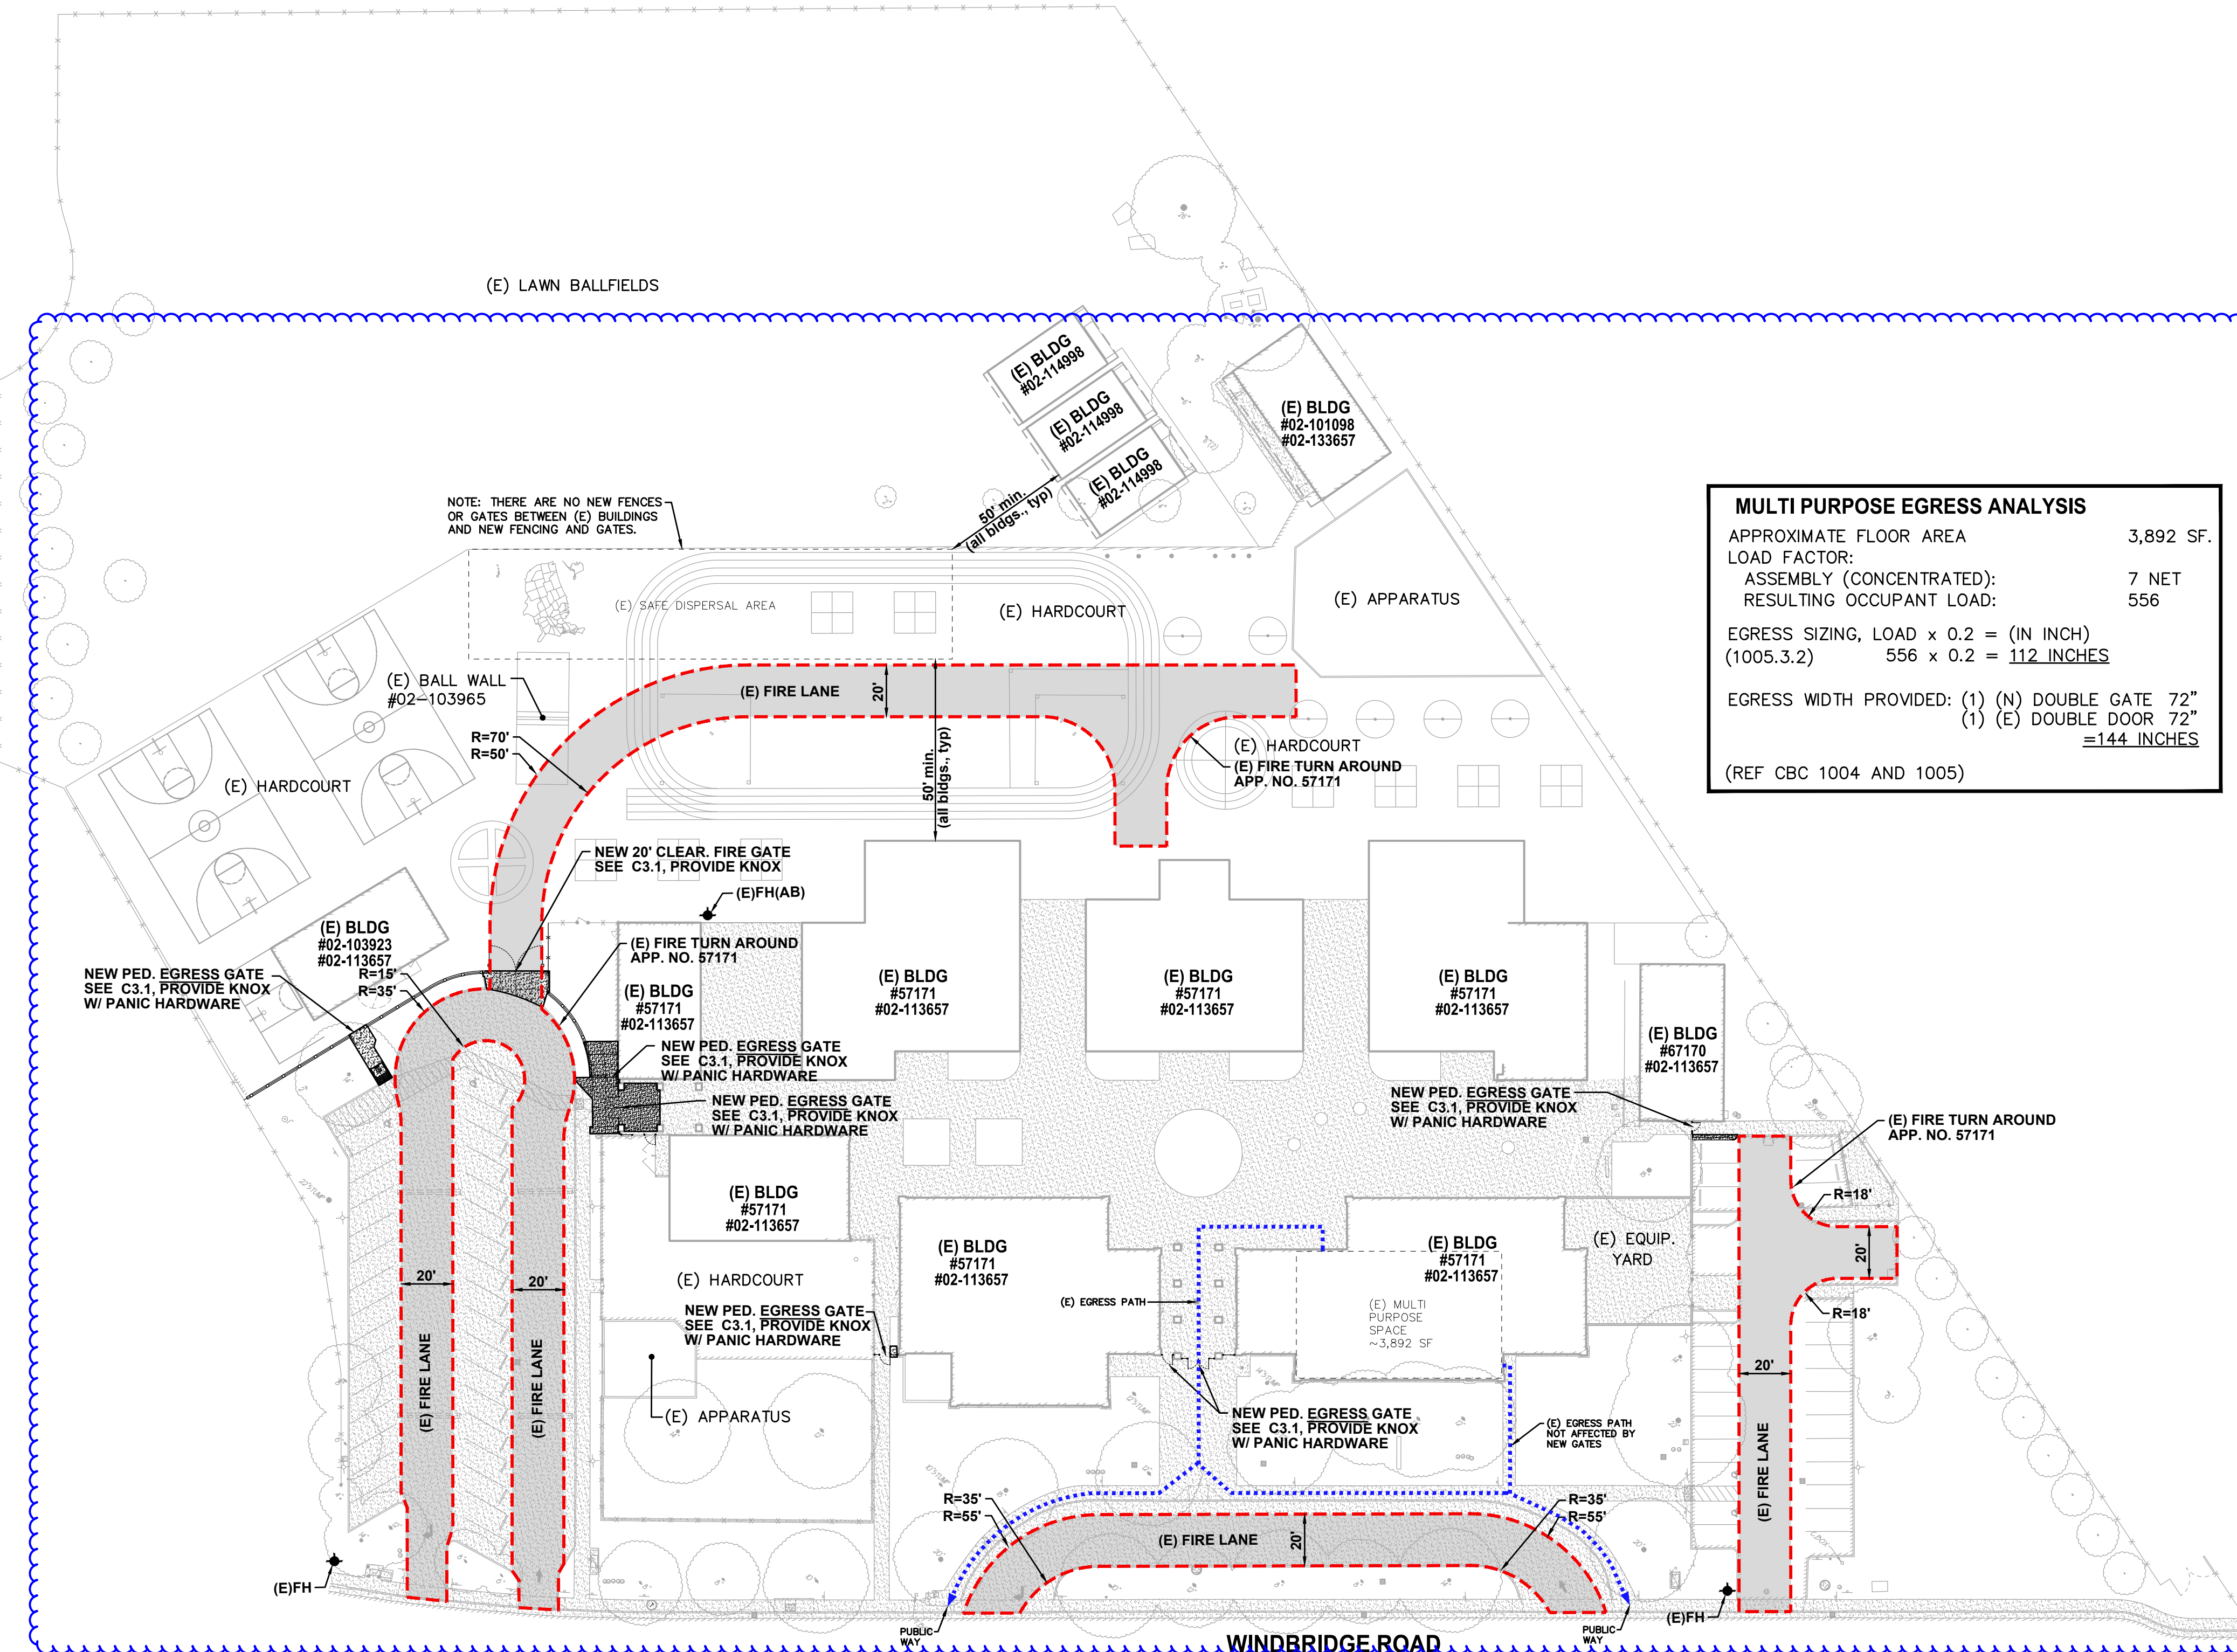 (E) LAWN BALLFIELDS
(E) BLDG
#02-114998
(E) BLDG
#02-114998
(E) BLDG
#02-114998
(E) BLDG
#02-101098
#02-133657
NOTE: THERE ARE NO NEW FENCES
OR GATES BETWEEN (E) BUILDINGS
AND NEW FENCING AND GATES.
50' min.
(all bldgs., typ)
MULTI PURPOSE EGRESS ANALYSIS
APPROXIMATE FLOOR AREA 3,892 SF.
LOAD FACTOR:
ASSEMBLY (CONCENTRATED): 7 NET
RESULTING OCCUPANT LOAD: 556
EGRESS SIZING, LOAD x 0.2 = (IN INCH)
(1005.3.2) 556 x 0.2 = 112 INCHES
EGRESS WIDTH PROVIDED: (1) (N) DOUBLE GATE 72"
(1) (E) DOUBLE DOOR 72"
=144 INCHES
(REF CBC 1004 AND 1005)
(E) SAFE DISPERSAL AREA
(E) HARDCOURT
(E) APPARATUS
(E) BALL WALL
#02-103965
(E) FIRE LANE
20'
R=70'
R=50'
50' min.
(all bldgs., typ)
(E) HARDCOURT
(E) FIRE TURN AROUND
APP. NO. 57171
(E) HARDCOURT
NEW 20' CLEAR. FIRE GATE
SEE C3.1, PROVIDE KNOX
(E)FH(AB)
(E) BLDG
#02-103923
#02-113657
(E) FIRE TURN AROUND
APP. NO. 57171
NEW PED. EGRESS GATE
SEE C3.1, PROVIDE KNOX
W/ PANIC HARDWARE
R=15'
R=35'
(E) BLDG
#57171
#02-113657
(E) BLDG
#57171
#02-113657
(E) BLDG
#57171
#02-113657
(E) BLDG
#57171
#02-113657
(E) BLDG
#67170
#02-113657
NEW PED. EGRESS GATE
SEE C3.1, PROVIDE KNOX
W/ PANIC HARDWARE
NEW PED. EGRESS GATE
SEE C3.1, PROVIDE KNOX
W/ PANIC HARDWARE
NEW PED. EGRESS GATE
SEE C3.1, PROVIDE KNOX
W/ PANIC HARDWARE
(E) FIRE TURN AROUND
APP. NO. 57171
R=18'
20'
R=18'
(E) BLDG
#57171
#02-113657
(E) BLDG
#57171
#02-113657
(E) BLDG
#57171
#02-113657
(E) EQUIP.
YARD
(E) HARDCOURT
20'
20'
(E) EGRESS PATH
(E) MULTI
PURPOSE
SPACE
~3,892 SF
NEW PED. EGRESS GATE
SEE C3.1, PROVIDE KNOX
W/ PANIC HARDWARE
20'
(E) FIRE LANE
(E) FIRE LANE
(E) APPARATUS
NEW PED. EGRESS GATE
SEE C3.1, PROVIDE KNOX
W/ PANIC HARDWARE
(E) EGRESS PATH
NOT AFFECTED BY
NEW GATES
(E) FIRE LANE
R=35'
R=55'
(E) FIRE LANE
20'
R=35'
R=55'
(E)FH
(E)FH
PUBLIC
WAY
PUBLIC
WAY
WINDBRIDGE ROAD